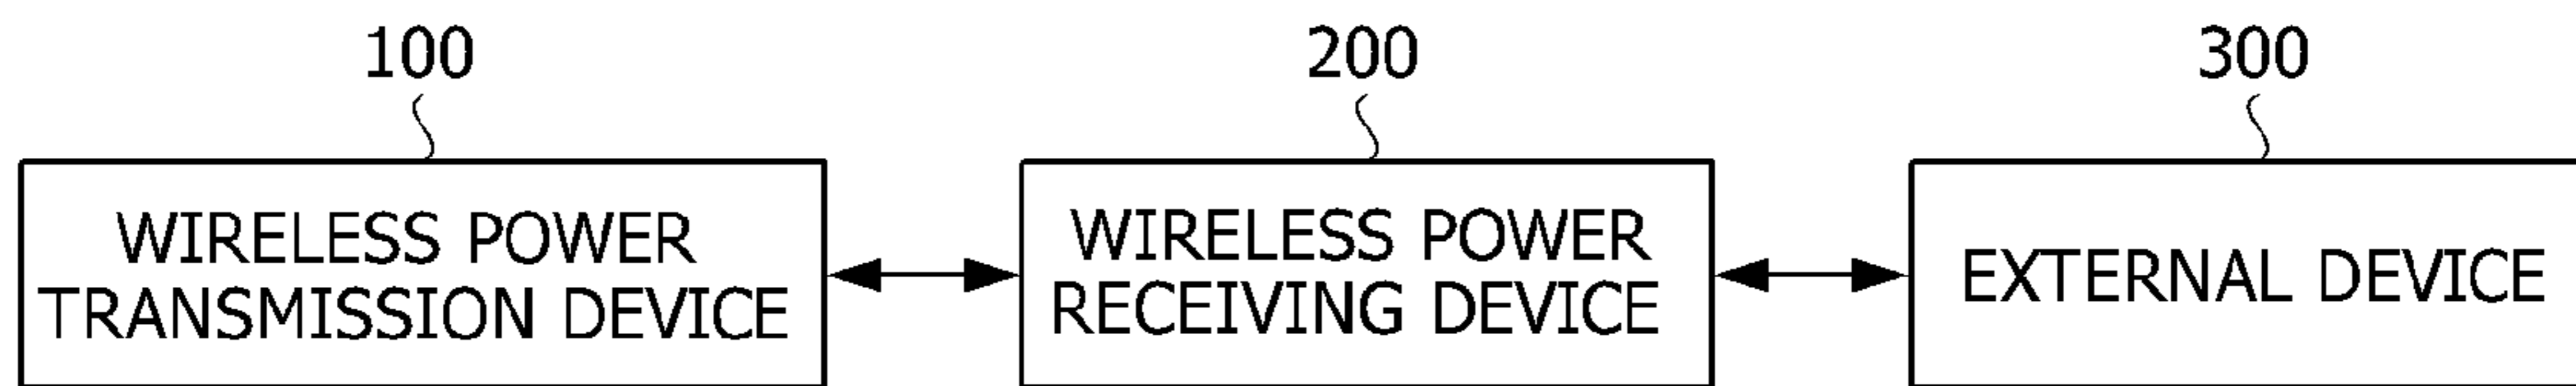 100
200
300
WIRELESS POWER
TRANSMISSION DEVICE
WIRELESS POWER
RECEIVING DEVICE
EXTERNAL DEVICE